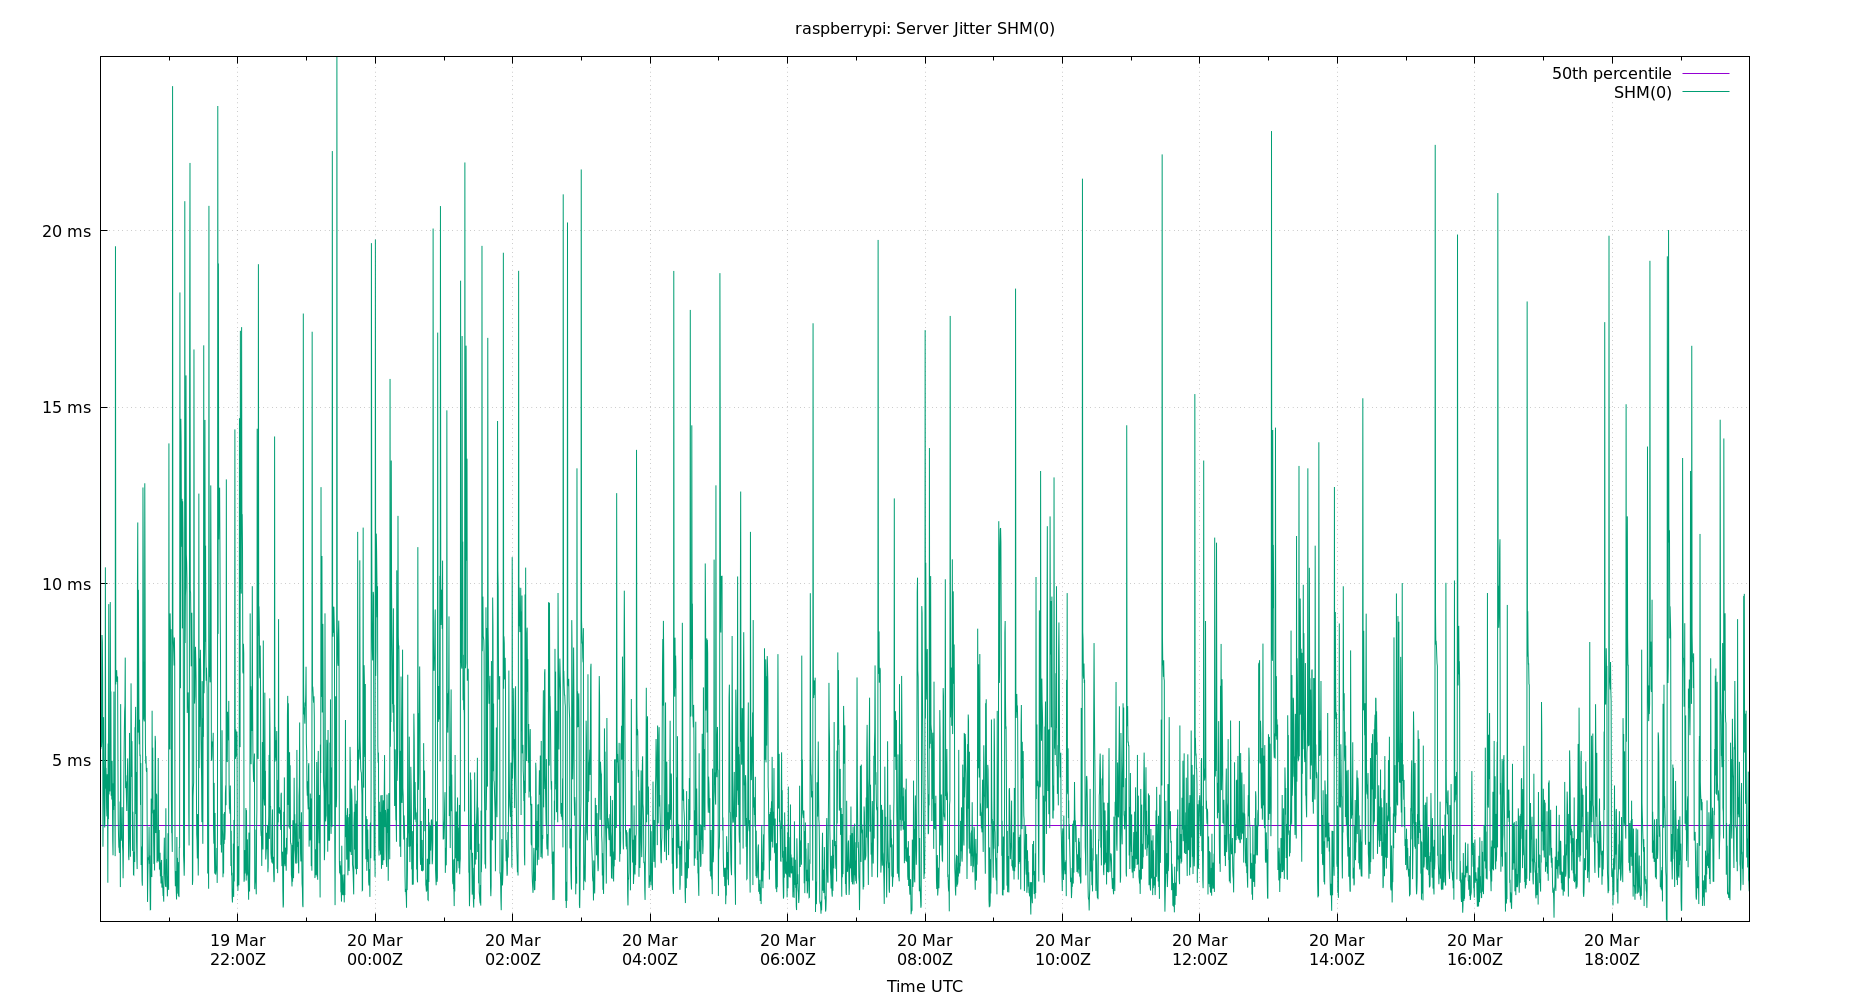 raspberrypi: Server Jitter SHM(0)
50th percentile
SHM(0)
20 ms
15 ms
10 ms
5 ms
19 Mar 20 Mar 20 Mar 20 Mar 20 Mar 20 Mar 20 Mar 20 Mar 20 Mar 20 Mar 20 Mar
22:00Z 00:00Z 02:00Z 04:00Z 06:00Z 08:00Z 10:00Z 12:00Z 14:00Z 16:00Z 18:00Z
Time UTC